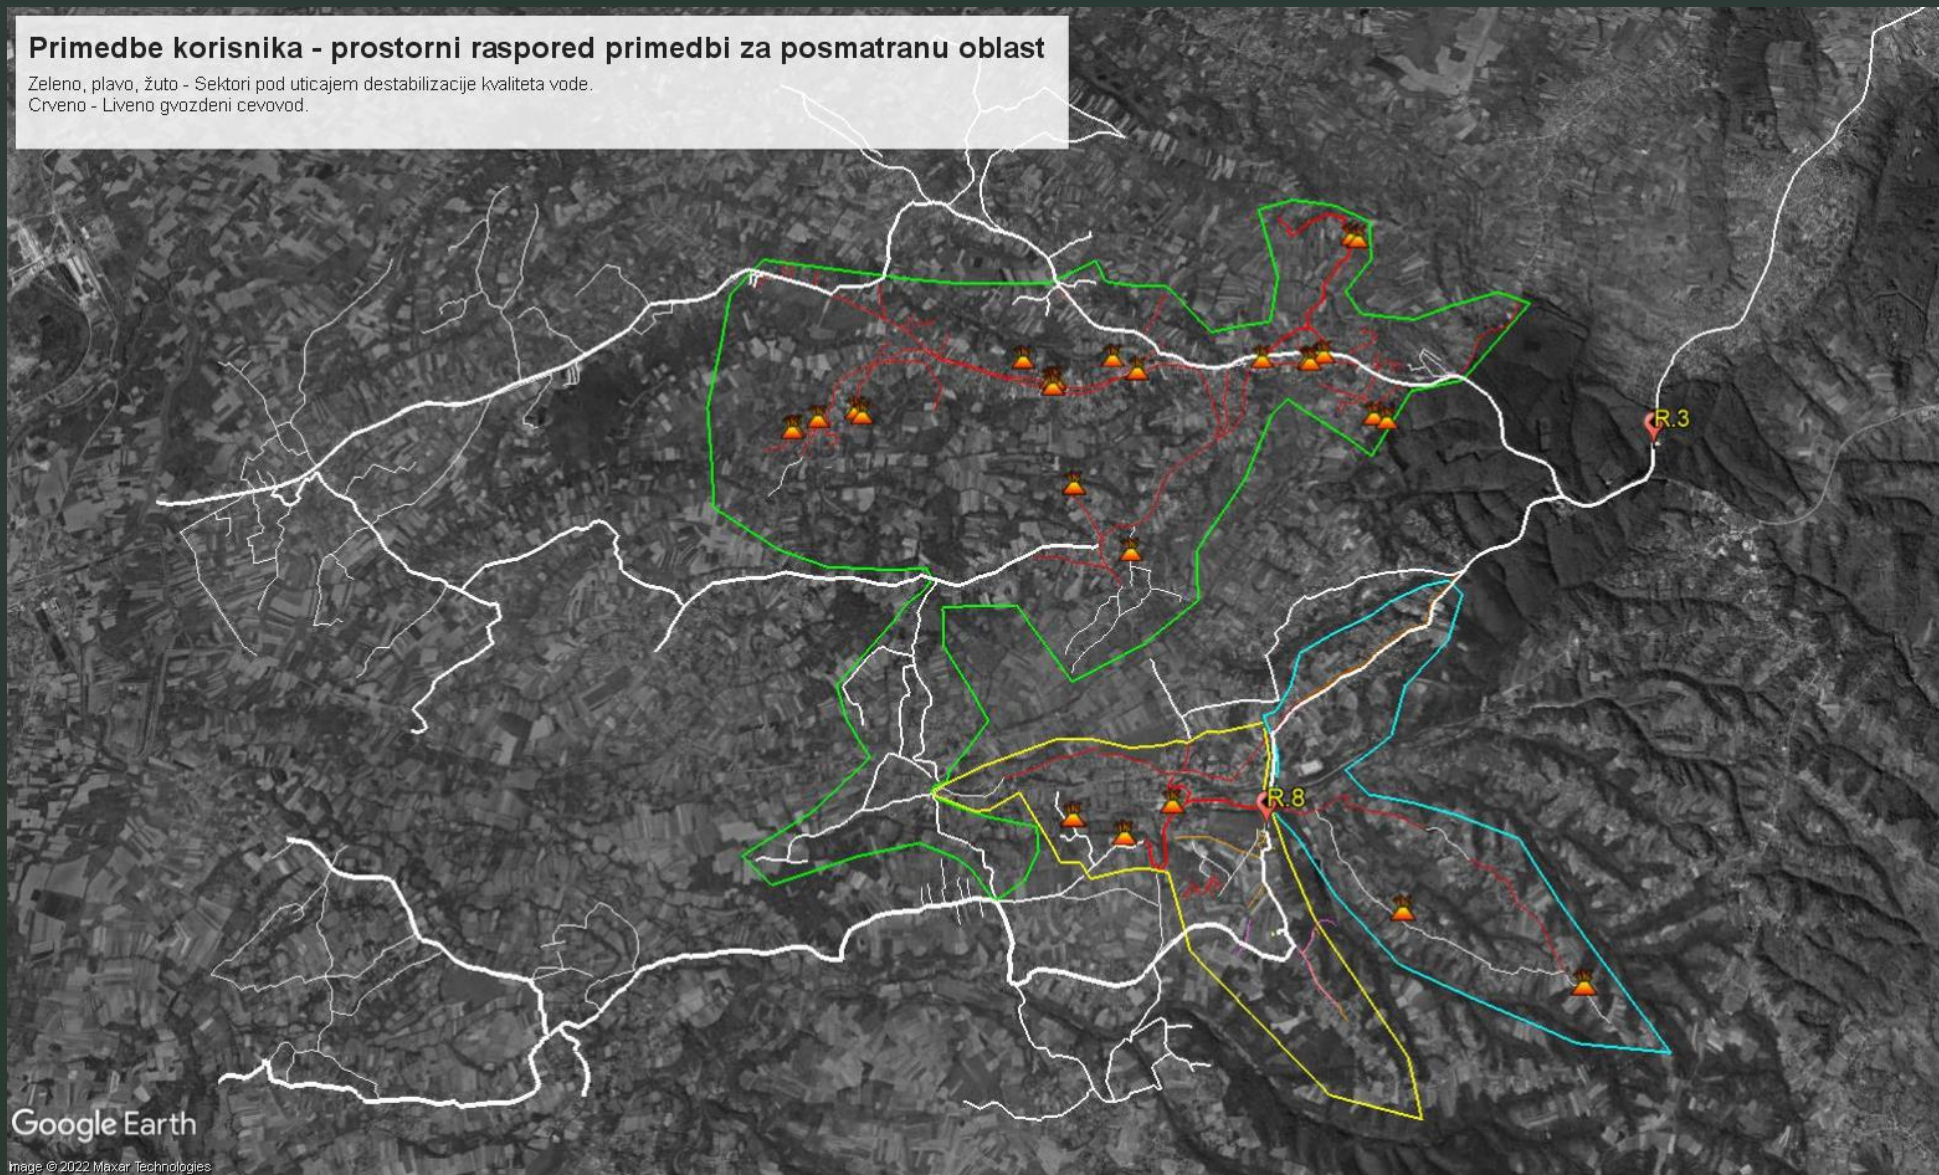 Primedbe korisnika - prostorni raspored primedbi za posmatranu oblast
Zeleno, plavo, žuto - Sektori pod uticajem destabilizacije kvaliteta vode.
Crveno - Liveno gvozdeni cevovod.
R.3
R.8
Google Earth
Image © 2022 Maxar Technologies